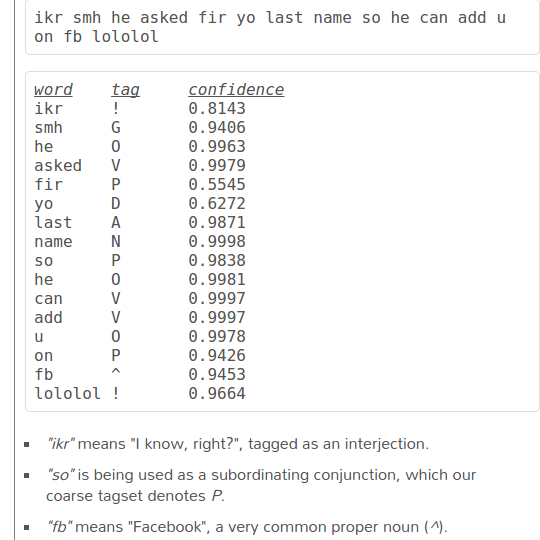 ikr smh he asked fir yo last name so he can add u
on fb lololol
word tag confidence
ikr ! 0.8143
smh G 0.9406
he O 0.9963
asked V 0.9979
fir P 0.5545
yo D 0.6272
last A 0.9871
name N 0.9998
so P 0.9838
he O 0.9981
can V 0.9997
add V 0.9997
u O 0.9978
on P 0.9426
fb ^ 0.9453
lololol ! 0.9664
▪ "ikr" means "I know, right?", tagged as an interjection.
▪ "so" is being used as a subordinating conjunction, which our
coarse tagset denotes P.
▪ "fb" means "Facebook", a very common proper noun (^).